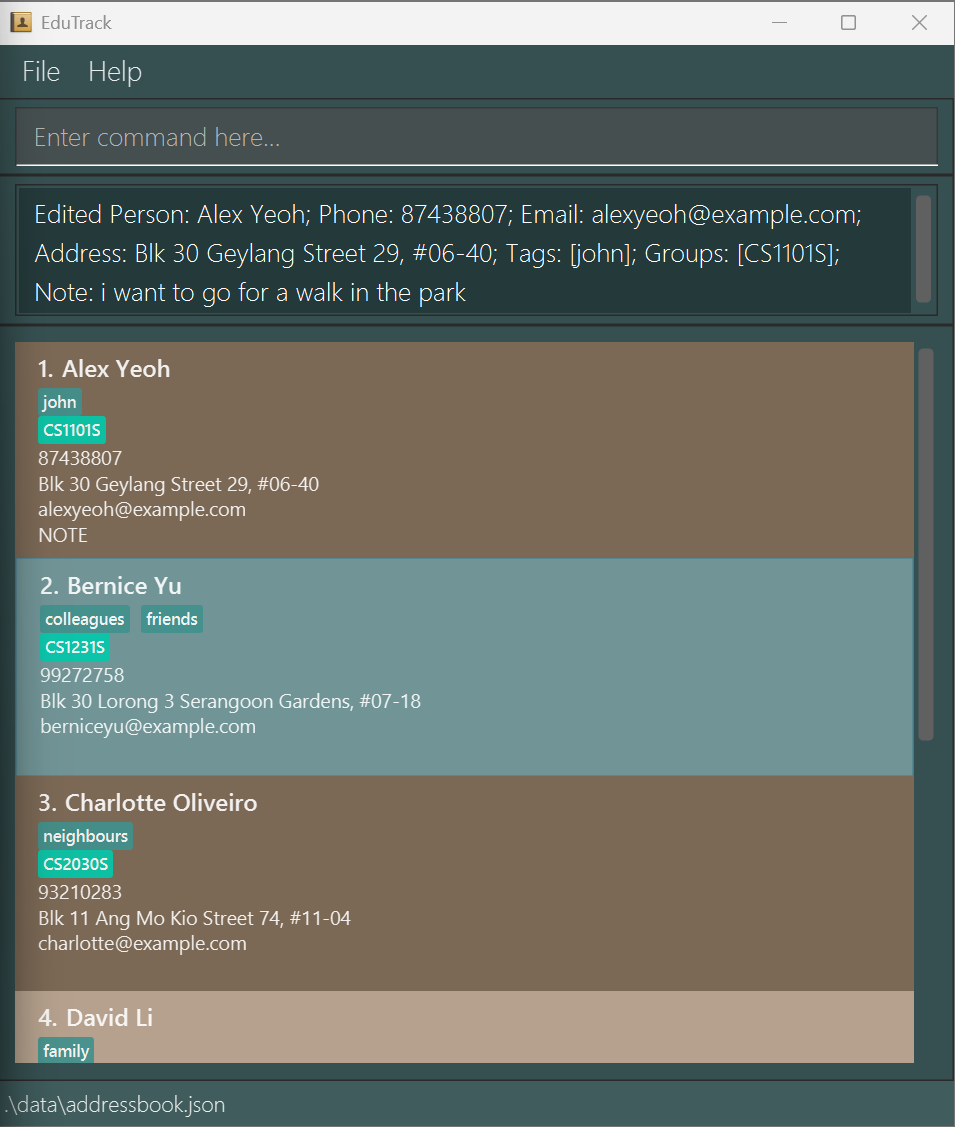 EduTrack
File Help
Enter command here...
Edited Person: Alex Yeoh; Phone: 87438807; Email: alexyeoh@example.com;
Address: Blk 30 Geylang Street 29, #06-40; Tags: [john]; Groups: [CS1101S];
Note: i want to go for a walk in the park
1. Alex Yeoh
john
CS1101S
87438807
Blk 30 Geylang Street 29, #06-40
alexyeoh@example.com
NOTE
2. Bernice Yu
colleagues friends
CS1231S
99272758
Blk 30 Lorong 3 Serangoon Gardens, #07-18
berniceyu@example.com
3. Charlotte Oliveiro
neighbours
CS2030S
93210283
Blk 11 Ang Mo Kio Street 74, #11-04
charlotte@example.com
4. David Li
family
.\data\addressbook.json